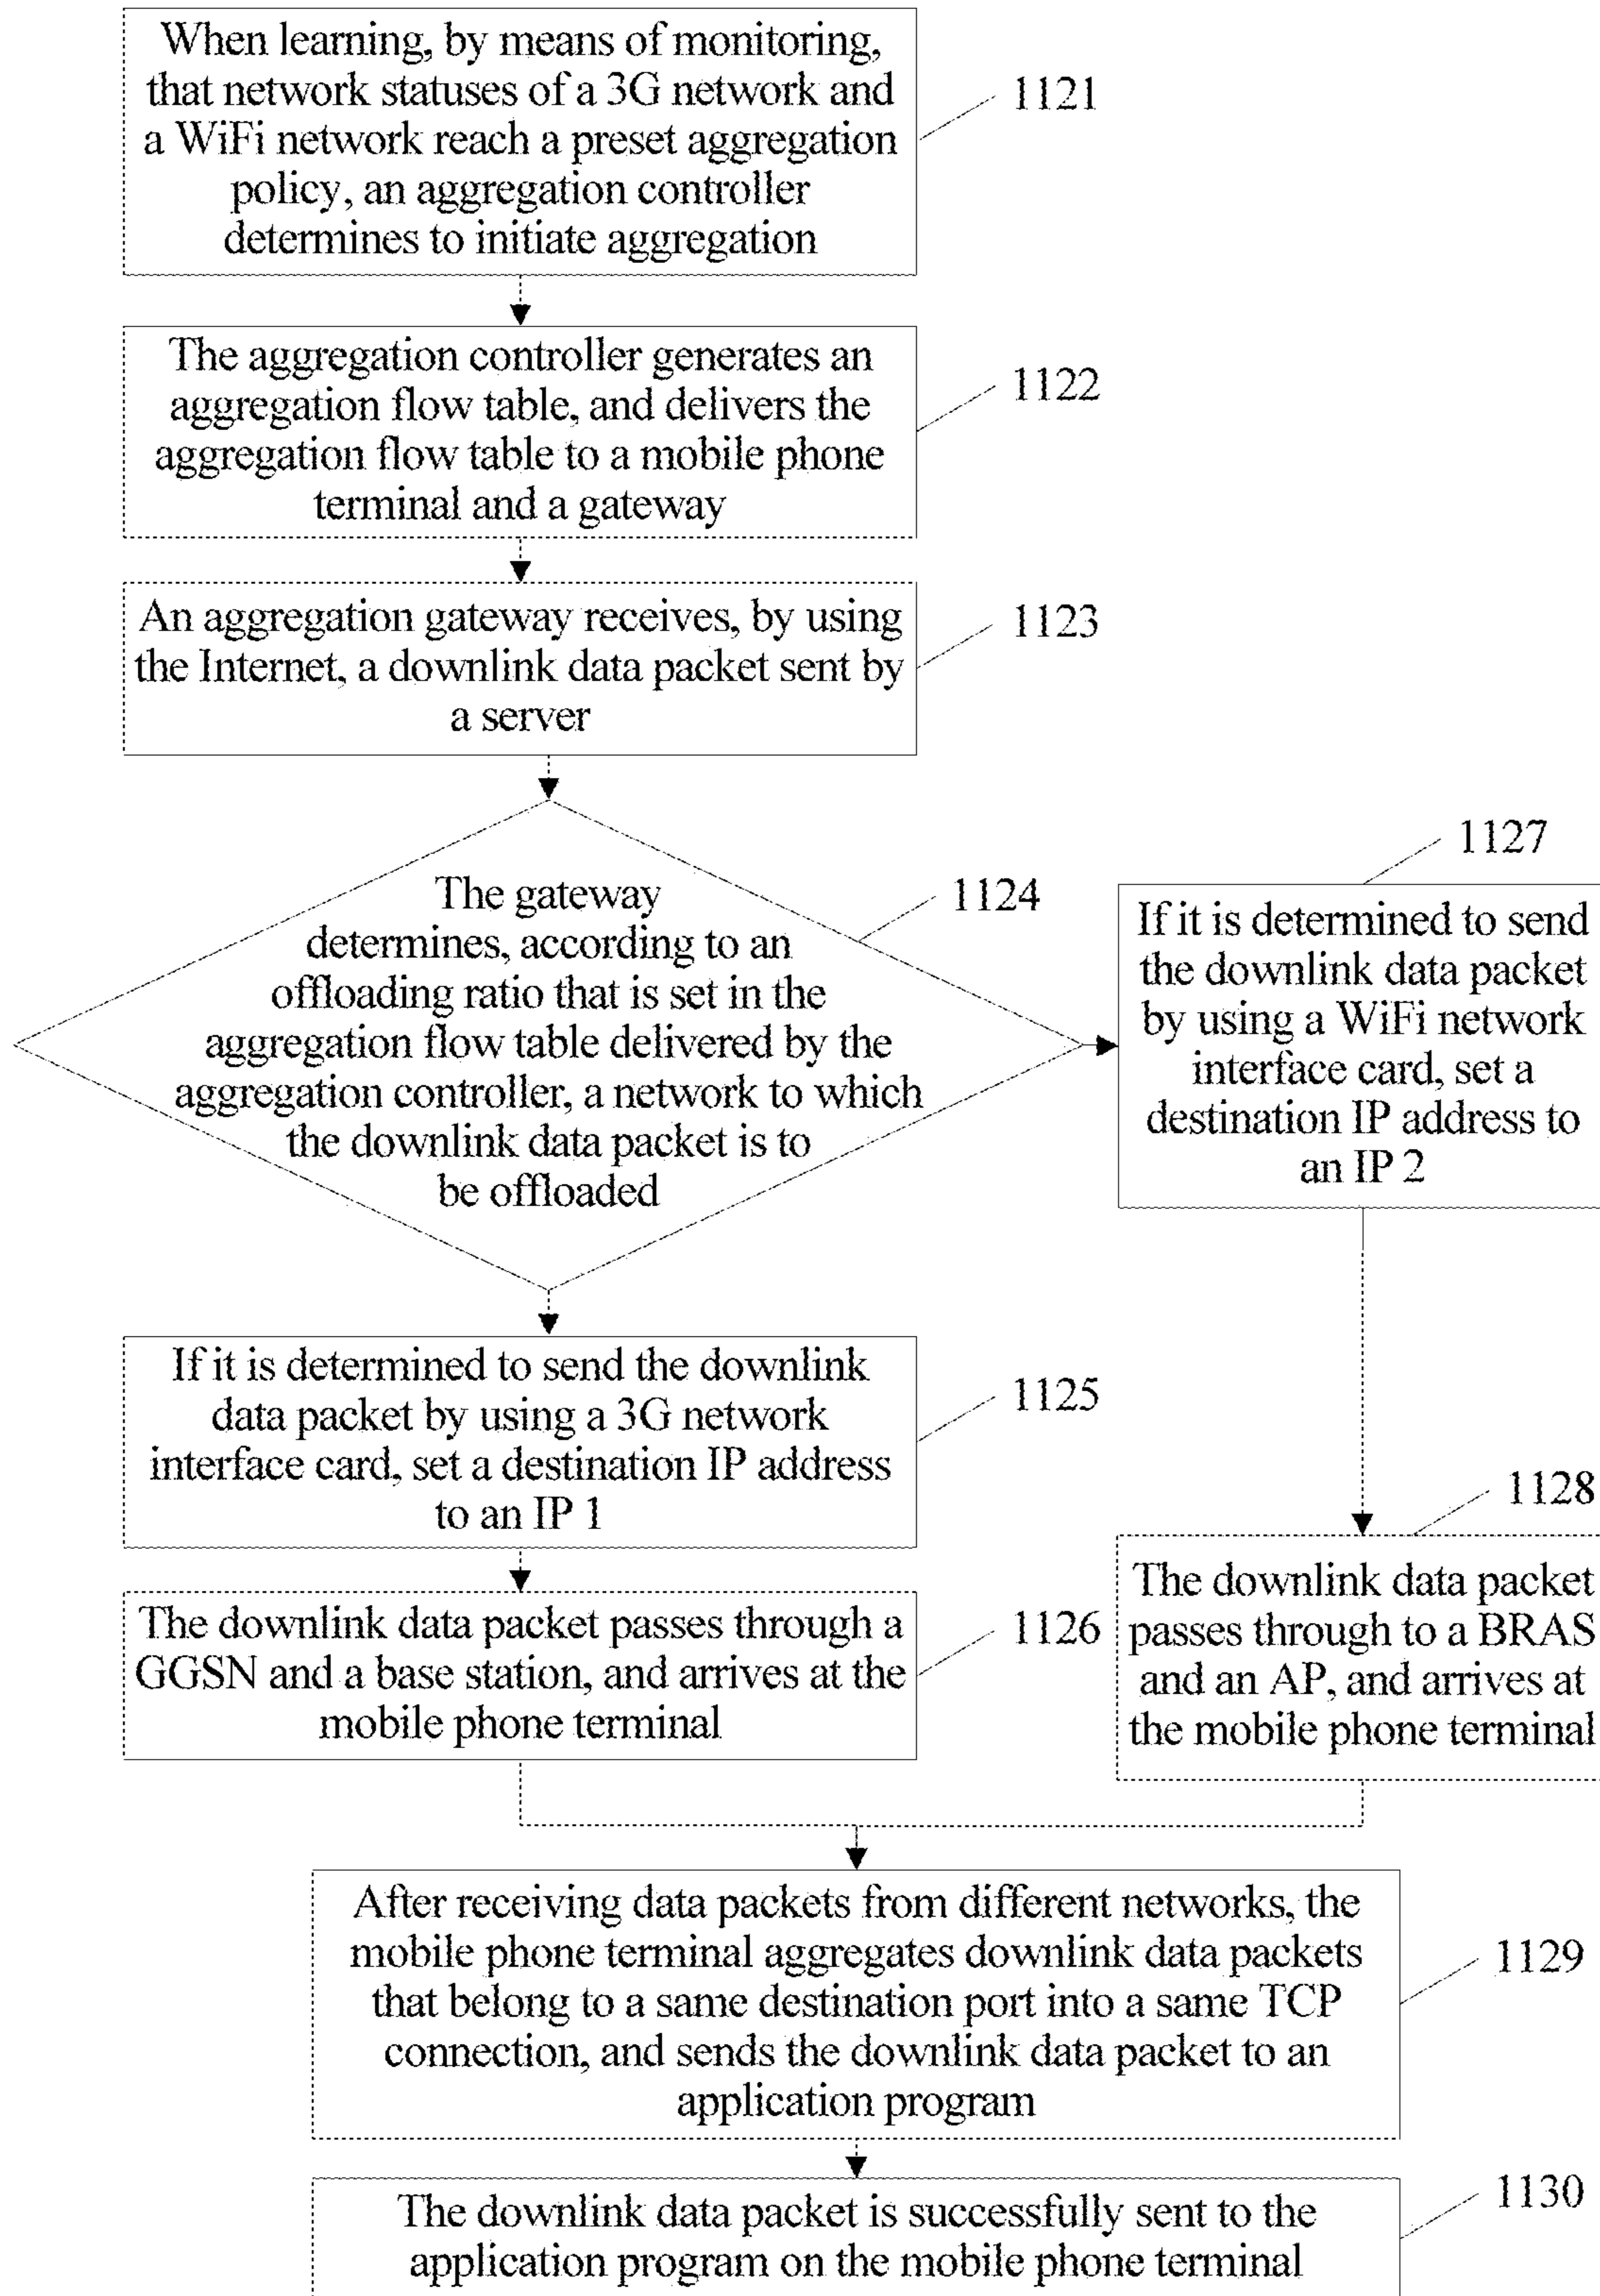 When learning, by means of monitoring,
that network statuses of a 3G network and
a WiFi network reach a preset aggregation
policy, an aggregation controller
determines to initiate aggregation
1121
The aggregation controller generates an
aggregation flow table, and delivers the
aggregation flow table to a mobile phone
terminal and a gateway
1122
An aggregation gateway receives, by using
the Internet, a downlink data packet sent by
a server
1123
The gateway
determines, according to an
offloading ratio that is set in the
aggregation flow table delivered by the
aggregation controller, a network to which
the downlink data packet is to
be offloaded
1124
1127
If it is determined to send
the downlink data packet
by using a WiFi network
interface card, set a
destination IP address to
an IP 2
If it is determined to send the downlink
data packet by using a 3G network
interface card, set a destination IP address
to an IP 1
1125
The downlink data packet passes through a
GGSN and a base station, and arrives at the
mobile phone terminal
1126
1128
The downlink data packet
passes through to a BRAS
and an AP, and arrives at
the mobile phone terminal
After receiving data packets from different networks, the
mobile phone terminal aggregates downlink data packets
that belong to a same destination port into a same TCP
connection, and sends the downlink data packet to an
application program
1129
The downlink data packet is successfully sent to the
application program on the mobile phone terminal
1130